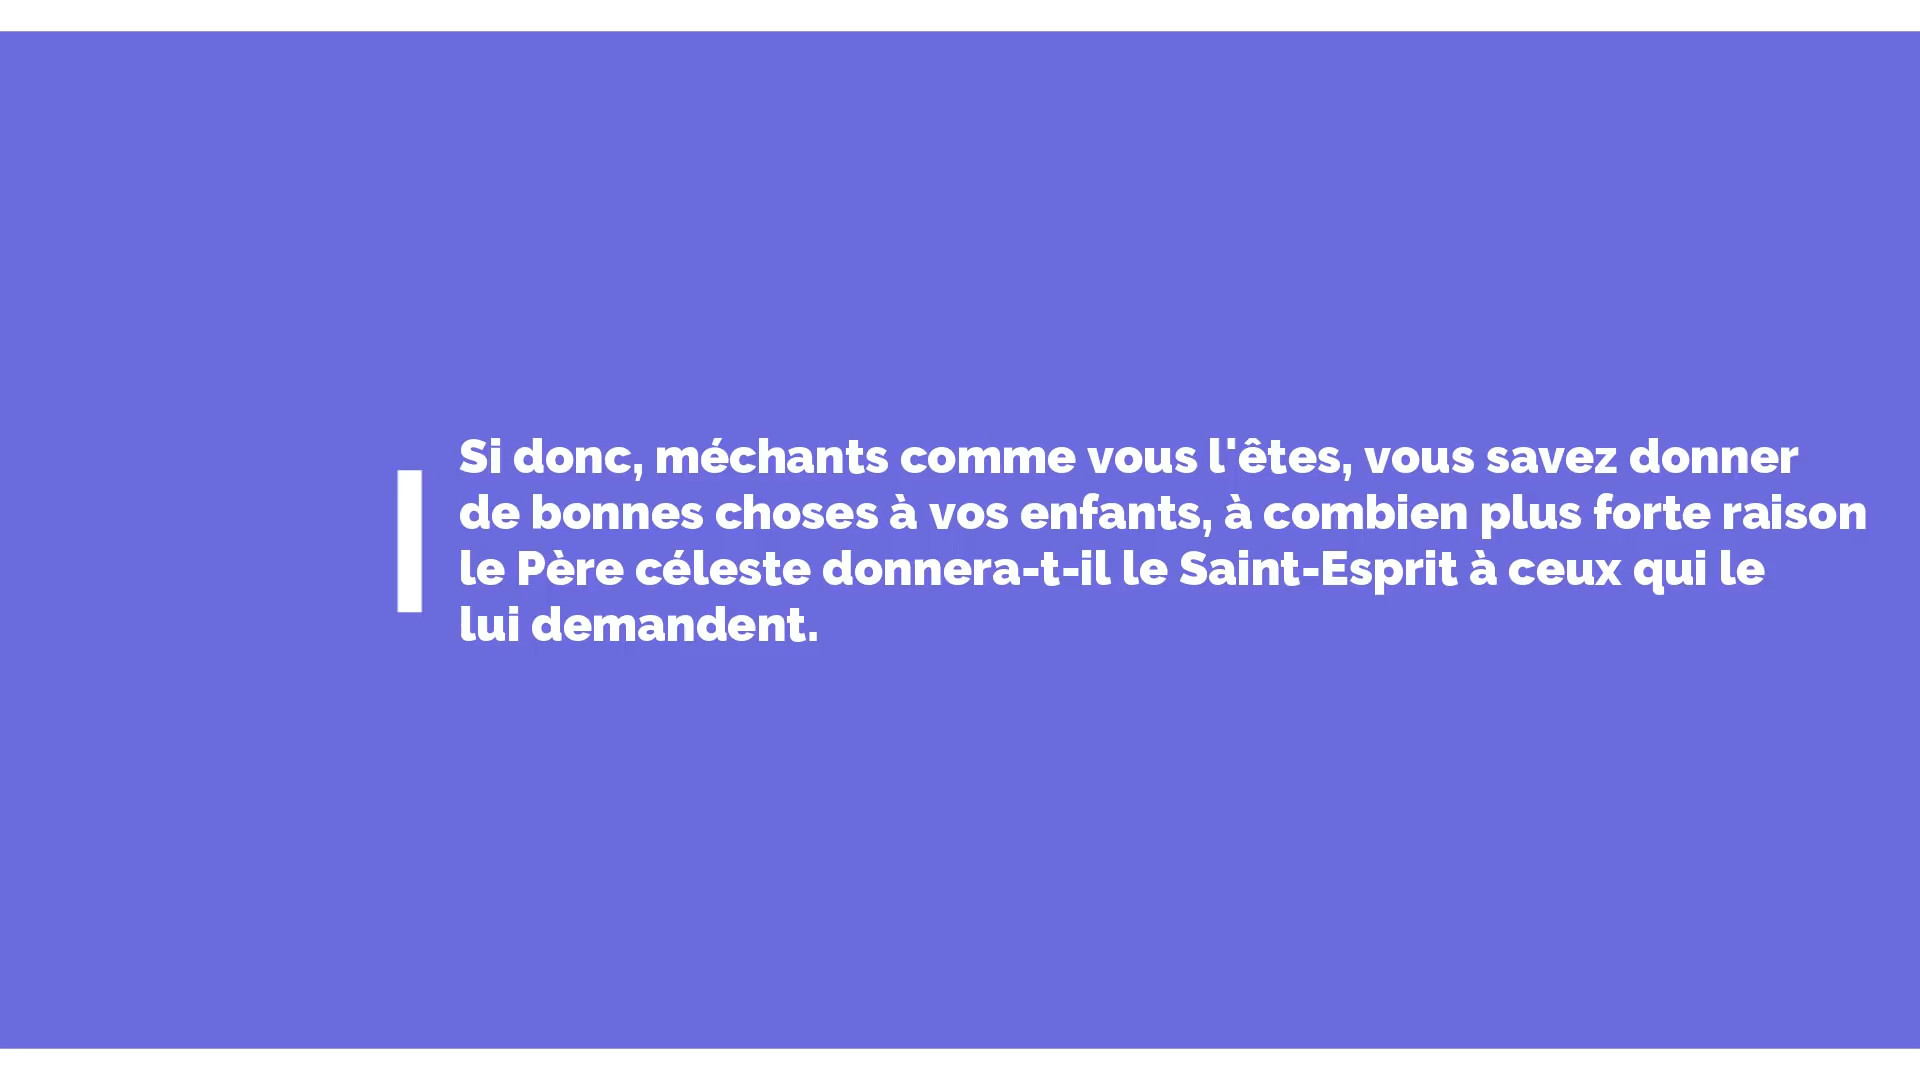 Si donc, méchants comme vous l'êtes, vous savez donner
de bonnes choses à vos enfants, à combien plus forte raison
le Père céleste donnera-t-il le Saint-Esprit à ceux qui le
lui demandent.